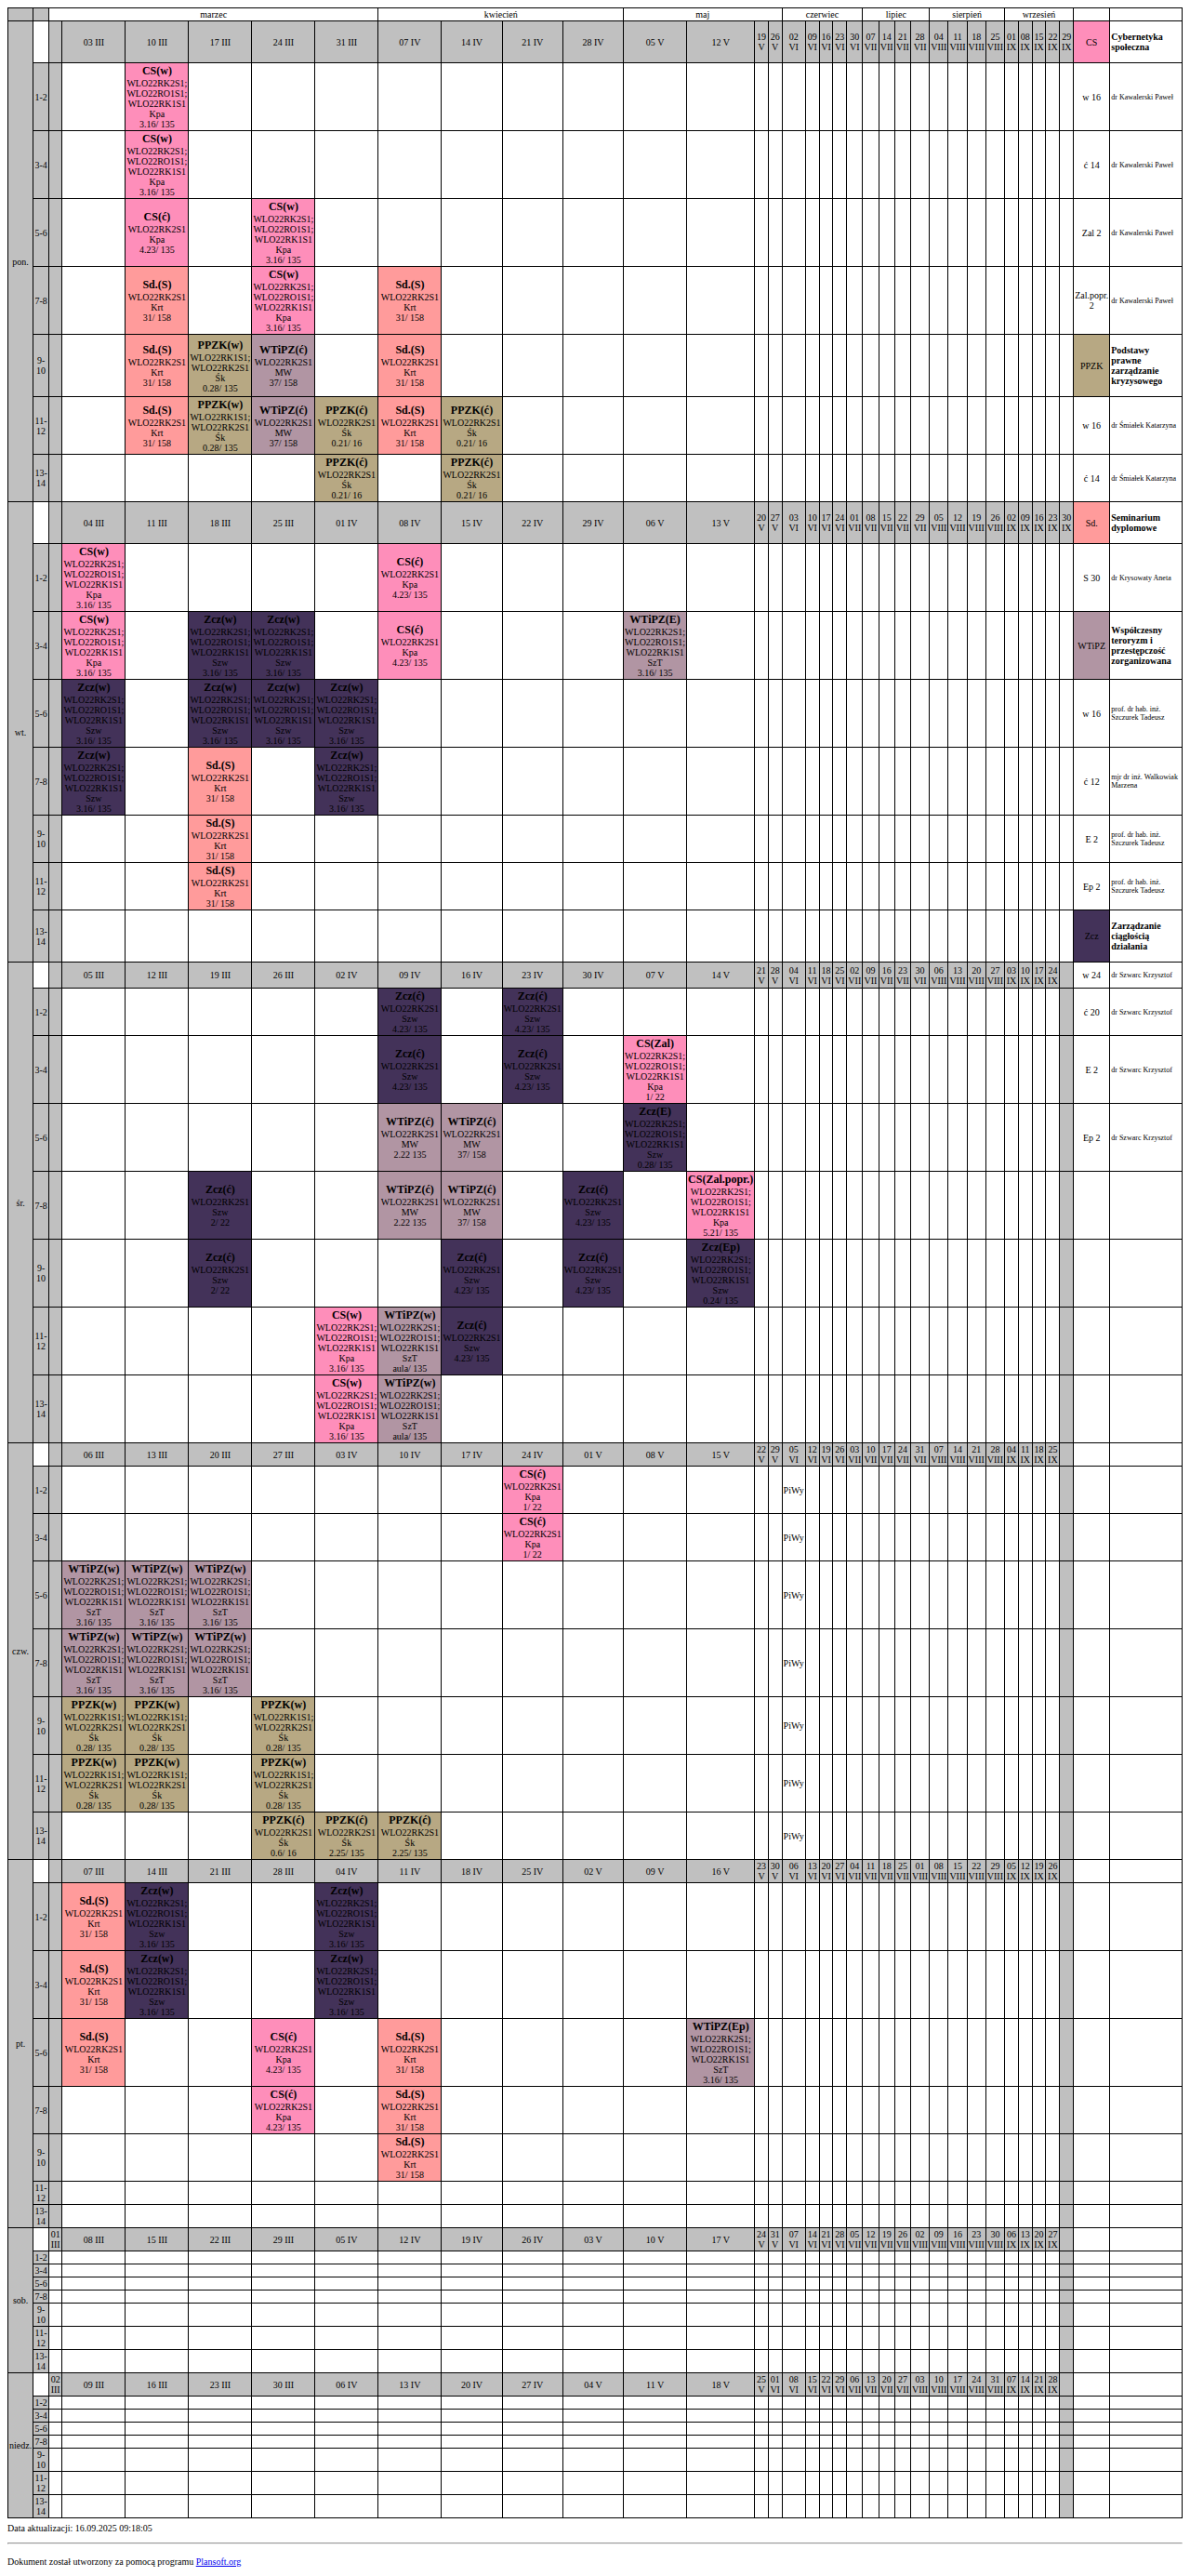 marzec kwiecień maj czerwiec lipiec sierpień wrzesień
pon. 03 III 10 III 17 III 24 III 31 III 07 IV 14 IV 21 IV 28 IV 05 V 12 V 19 V 26 V 02 VI 09 VI 16 VI 23 VI 30 VI 07 VII 14 VII 21 VII 28 VII 04 VIII 11 VIII 18 VIII 25 VIII 01 IX 08 IX 15 IX 22 IX 29 IX CS Cybernetyka społeczna
1-2 CS(w) WLO22RK2S1; WLO22RO1S1; WLO22RK1S1 Kpa 3.16/ 135 w 16 dr Kawalerski Paweł
3-4 CS(w) WLO22RK2S1; WLO22RO1S1; WLO22RK1S1 Kpa 3.16/ 135 ć 14 dr Kawalerski Paweł
5-6 CS(ć) WLO22RK2S1 Kpa 4.23/ 135 CS(w) WLO22RK2S1; WLO22RO1S1; WLO22RK1S1 Kpa 3.16/ 135 Zal 2 dr Kawalerski Paweł
7-8 Sd.(S) WLO22RK2S1 Krt 31/ 158 CS(w) WLO22RK2S1; WLO22RO1S1; WLO22RK1S1 Kpa 3.16/ 135 Sd.(S) WLO22RK2S1 Krt 31/ 158 Zal.popr. 2 dr Kawalerski Paweł
9-10 Sd.(S) WLO22RK2S1 Krt 31/ 158 PPZK(w) WLO22RK1S1; WLO22RK2S1 Śk 0.28/ 135 WTiPZ(ć) WLO22RK2S1 MW 37/ 158 Sd.(S) WLO22RK2S1 Krt 31/ 158 PPZK Podstawy prawne zarządzanie kryzysowego
11-12 Sd.(S) WLO22RK2S1 Krt 31/ 158 PPZK(w) WLO22RK1S1; WLO22RK2S1 Śk 0.28/ 135 WTiPZ(ć) WLO22RK2S1 MW 37/ 158 PPZK(ć) WLO22RK2S1 Śk 0.21/ 16 Sd.(S) WLO22RK2S1 Krt 31/ 158 PPZK(ć) WLO22RK2S1 Śk 0.21/ 16 w 16 dr Śmiałek Katarzyna
13-14 PPZK(ć) WLO22RK2S1 Śk 0.21/ 16 PPZK(ć) WLO22RK2S1 Śk 0.21/ 16 ć 14 dr Śmiałek Katarzyna
wt. 04 III 11 III 18 III 25 III 01 IV 08 IV 15 IV 22 IV 29 IV 06 V 13 V 20 V 27 V 03 VI 10 VI 17 VI 24 VI 01 VII 08 VII 15 VII 22 VII 29 VII 05 VIII 12 VIII 19 VIII 26 VIII 02 IX 09 IX 16 IX 23 IX 30 IX Sd. Seminarium dyplomowe
1-2 CS(w) WLO22RK2S1; WLO22RO1S1; WLO22RK1S1 Kpa 3.16/ 135 CS(ć) WLO22RK2S1 Kpa 4.23/ 135 S 30 dr Krysowaty Aneta
3-4 CS(w) WLO22RK2S1; WLO22RO1S1; WLO22RK1S1 Kpa 3.16/ 135 Zcz(w) WLO22RK2S1; WLO22RO1S1; WLO22RK1S1 Szw 3.16/ 135 Zcz(w) WLO22RK2S1; WLO22RO1S1; WLO22RK1S1 Szw 3.16/ 135 CS(ć) WLO22RK2S1 Kpa 4.23/ 135 WTiPZ(E) WLO22RK2S1; WLO22RO1S1; WLO22RK1S1 SzT 3.16/ 135 WTiPZ Współczesny teroryzm i przestępczość zorganizowana
5-6 Zcz(w) WLO22RK2S1; WLO22RO1S1; WLO22RK1S1 Szw 3.16/ 135 Zcz(w) WLO22RK2S1; WLO22RO1S1; WLO22RK1S1 Szw 3.16/ 135 Zcz(w) WLO22RK2S1; WLO22RO1S1; WLO22RK1S1 Szw 3.16/ 135 Zcz(w) WLO22RK2S1; WLO22RO1S1; WLO22RK1S1 Szw 3.16/ 135 w 16 prof. dr hab. inż. Szczurek Tadeusz
7-8 Zcz(w) WLO22RK2S1; WLO22RO1S1; WLO22RK1S1 Szw 3.16/ 135 Sd.(S) WLO22RK2S1 Krt 31/ 158 Zcz(w) WLO22RK2S1; WLO22RO1S1; WLO22RK1S1 Szw 3.16/ 135 ć 12 mjr dr inż. Walkowiak Marzena
9-10 Sd.(S) WLO22RK2S1 Krt 31/ 158 E 2 prof. dr hab. inż. Szczurek Tadeusz
11-12 Sd.(S) WLO22RK2S1 Krt 31/ 158 Ep 2 prof. dr hab. inż. Szczurek Tadeusz
13-14 Zcz Zarządzanie ciągłością działania
śr. 05 III 12 III 19 III 26 III 02 IV 09 IV 16 IV 23 IV 30 IV 07 V 14 V 21 V 28 V 04 VI 11 VI 18 VI 25 VI 02 VII 09 VII 16 VII 23 VII 30 VII 06 VIII 13 VIII 20 VIII 27 VIII 03 IX 10 IX 17 IX 24 IX w 24 dr Szwarc Krzysztof
1-2 Zcz(ć) WLO22RK2S1 Szw 4.23/ 135 Zcz(ć) WLO22RK2S1 Szw 4.23/ 135 ć 20 dr Szwarc Krzysztof
3-4 Zcz(ć) WLO22RK2S1 Szw 4.23/ 135 Zcz(ć) WLO22RK2S1 Szw 4.23/ 135 CS(Zal) WLO22RK2S1; WLO22RO1S1; WLO22RK1S1 Kpa 1/ 22 E 2 dr Szwarc Krzysztof
5-6 WTiPZ(ć) WLO22RK2S1 MW 2.22 135 WTiPZ(ć) WLO22RK2S1 MW 37/ 158 Zcz(E) WLO22RK2S1; WLO22RO1S1; WLO22RK1S1 Szw 0.28/ 135 Ep 2 dr Szwarc Krzysztof
7-8 Zcz(ć) WLO22RK2S1 Szw 2/ 22 WTiPZ(ć) WLO22RK2S1 MW 2.22 135 WTiPZ(ć) WLO22RK2S1 MW 37/ 158 Zcz(ć) WLO22RK2S1 Szw 4.23/ 135 CS(Zal.popr.) WLO22RK2S1; WLO22RO1S1; WLO22RK1S1 Kpa 5.21/ 135
9-10 Zcz(ć) WLO22RK2S1 Szw 2/ 22 Zcz(ć) WLO22RK2S1 Szw 4.23/ 135 Zcz(ć) WLO22RK2S1 Szw 4.23/ 135 Zcz(Ep) WLO22RK2S1; WLO22RO1S1; WLO22RK1S1 Szw 0.24/ 135
11-12 CS(w) WLO22RK2S1; WLO22RO1S1; WLO22RK1S1 Kpa 3.16/ 135 WTiPZ(w) WLO22RK2S1; WLO22RO1S1; WLO22RK1S1 SzT aula/ 135 Zcz(ć) WLO22RK2S1 Szw 4.23/ 135
13-14 CS(w) WLO22RK2S1; WLO22RO1S1; WLO22RK1S1 Kpa 3.16/ 135 WTiPZ(w) WLO22RK2S1; WLO22RO1S1; WLO22RK1S1 SzT aula/ 135
czw. 06 III 13 III 20 III 27 III 03 IV 10 IV 17 IV 24 IV 01 V 08 V 15 V 22 V 29 V 05 VI 12 VI 19 VI 26 VI 03 VII 10 VII 17 VII 24 VII 31 VII 07 VIII 14 VIII 21 VIII 28 VIII 04 IX 11 IX 18 IX 25 IX
1-2 CS(ć) WLO22RK2S1 Kpa 1/ 22 PiWy
3-4 CS(ć) WLO22RK2S1 Kpa 1/ 22 PiWy
5-6 WTiPZ(w) WLO22RK2S1; WLO22RO1S1; WLO22RK1S1 SzT 3.16/ 135 WTiPZ(w) WLO22RK2S1; WLO22RO1S1; WLO22RK1S1 SzT 3.16/ 135 WTiPZ(w) WLO22RK2S1; WLO22RO1S1; WLO22RK1S1 SzT 3.16/ 135 PiWy
7-8 WTiPZ(w) WLO22RK2S1; WLO22RO1S1; WLO22RK1S1 SzT 3.16/ 135 WTiPZ(w) WLO22RK2S1; WLO22RO1S1; WLO22RK1S1 SzT 3.16/ 135 WTiPZ(w) WLO22RK2S1; WLO22RO1S1; WLO22RK1S1 SzT 3.16/ 135 PiWy
9-10 PPZK(w) WLO22RK1S1; WLO22RK2S1 Śk 0.28/ 135 PPZK(w) WLO22RK1S1; WLO22RK2S1 Śk 0.28/ 135 PPZK(w) WLO22RK1S1; WLO22RK2S1 Śk 0.28/ 135 PiWy
11-12 PPZK(w) WLO22RK1S1; WLO22RK2S1 Śk 0.28/ 135 PPZK(w) WLO22RK1S1; WLO22RK2S1 Śk 0.28/ 135 PPZK(w) WLO22RK1S1; WLO22RK2S1 Śk 0.28/ 135 PiWy
13-14 PPZK(ć) WLO22RK2S1 Śk 0.6/ 16 PPZK(ć) WLO22RK2S1 Śk 2.25/ 135 PPZK(ć) WLO22RK2S1 Śk 2.25/ 135 PiWy
pt. 07 III 14 III 21 III 28 III 04 IV 11 IV 18 IV 25 IV 02 V 09 V 16 V 23 V 30 V 06 VI 13 VI 20 VI 27 VI 04 VII 11 VII 18 VII 25 VII 01 VIII 08 VIII 15 VIII 22 VIII 29 VIII 05 IX 12 IX 19 IX 26 IX
1-2 Sd.(S) WLO22RK2S1 Krt 31/ 158 Zcz(w) WLO22RK2S1; WLO22RO1S1; WLO22RK1S1 Szw 3.16/ 135 Zcz(w) WLO22RK2S1; WLO22RO1S1; WLO22RK1S1 Szw 3.16/ 135
3-4 Sd.(S) WLO22RK2S1 Krt 31/ 158 Zcz(w) WLO22RK2S1; WLO22RO1S1; WLO22RK1S1 Szw 3.16/ 135 Zcz(w) WLO22RK2S1; WLO22RO1S1; WLO22RK1S1 Szw 3.16/ 135
5-6 Sd.(S) WLO22RK2S1 Krt 31/ 158 CS(ć) WLO22RK2S1 Kpa 4.23/ 135 Sd.(S) WLO22RK2S1 Krt 31/ 158 WTiPZ(Ep) WLO22RK2S1; WLO22RO1S1; WLO22RK1S1 SzT 3.16/ 135
7-8 CS(ć) WLO22RK2S1 Kpa 4.23/ 135 Sd.(S) WLO22RK2S1 Krt 31/ 158
9-10 Sd.(S) WLO22RK2S1 Krt 31/ 158
11-12
13-14
sob. 01 III 08 III 15 III 22 III 29 III 05 IV 12 IV 19 IV 26 IV 03 V 10 V 17 V 24 V 31 V 07 VI 14 VI 21 VI 28 VI 05 VII 12 VII 19 VII 26 VII 02 VIII 09 VIII 16 VIII 23 VIII 30 VIII 06 IX 13 IX 20 IX 27 IX
1-2
3-4
5-6
7-8
9-10
11-12
13-14
niedz 02 III 09 III 16 III 23 III 30 III 06 IV 13 IV 20 IV 27 IV 04 V 11 V 18 V 25 V 01 VI 08 VI 15 VI 22 VI 29 VI 06 VII 13 VII 20 VII 27 VII 03 VIII 10 VIII 17 VIII 24 VIII 31 VIII 07 IX 14 IX 21 IX 28 IX
1-2
3-4
5-6
7-8
9-10
11-12
13-14
Data aktualizacji: 16.09.2025 09:18:05
Dokument został utworzony za pomocą programu Plansoft.org